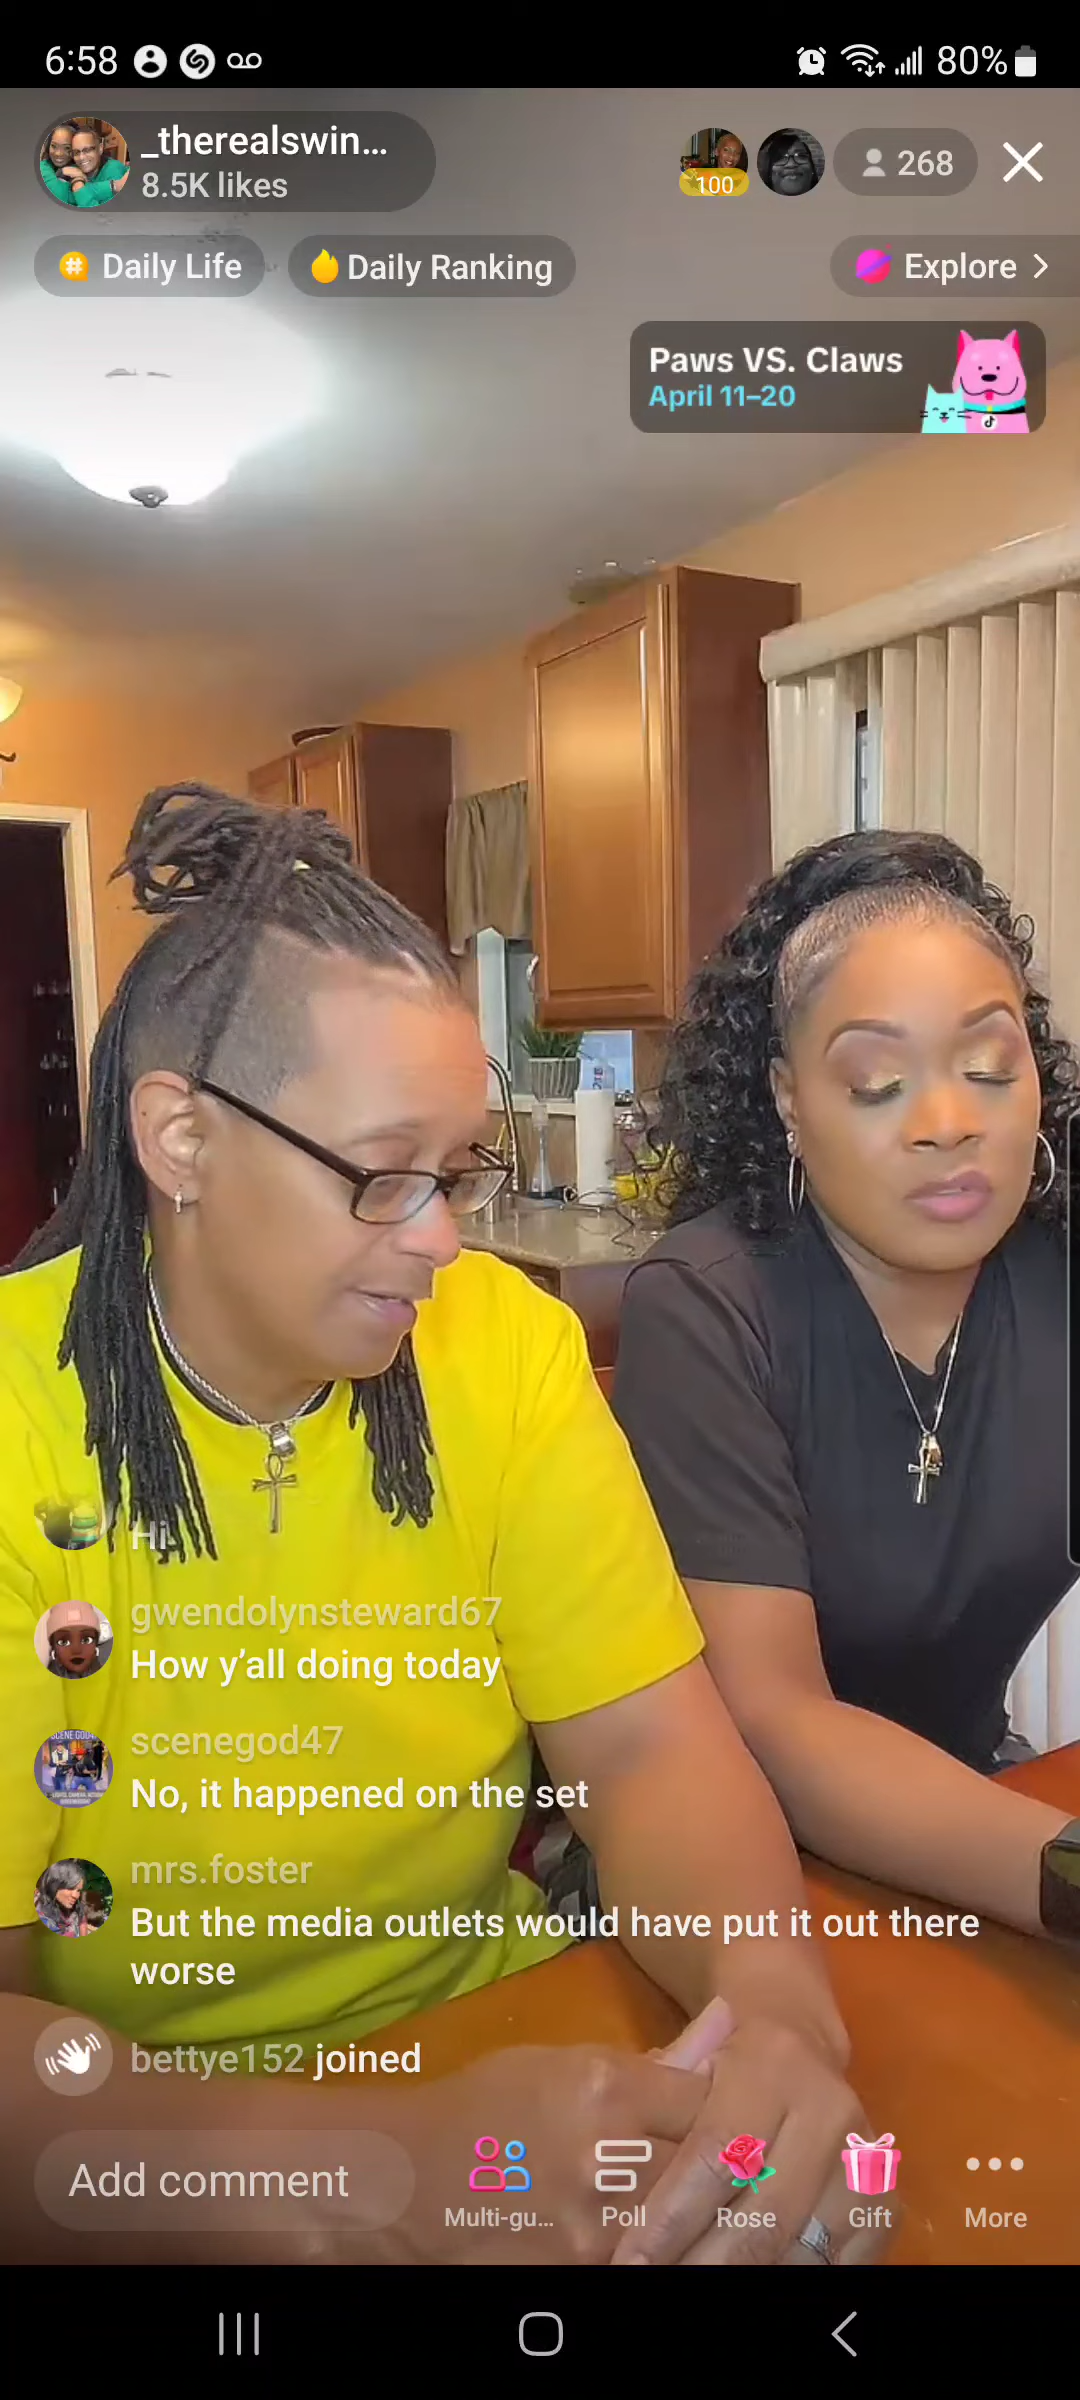 6:58
80%
_therealswin...
8.5K likes
100
268
Daily Life
Daily Ranking
Explore
Paws VS. Claws
April 11–20
Hi
gwendolynsteward67
How y'all doing today
scenegod47
No, it happened on the set
mrs.foster
But the media outlets would have put it out there
worse
bettye152 joined
Add comment
Multi-gu...
Poll
Rose
Gift
More